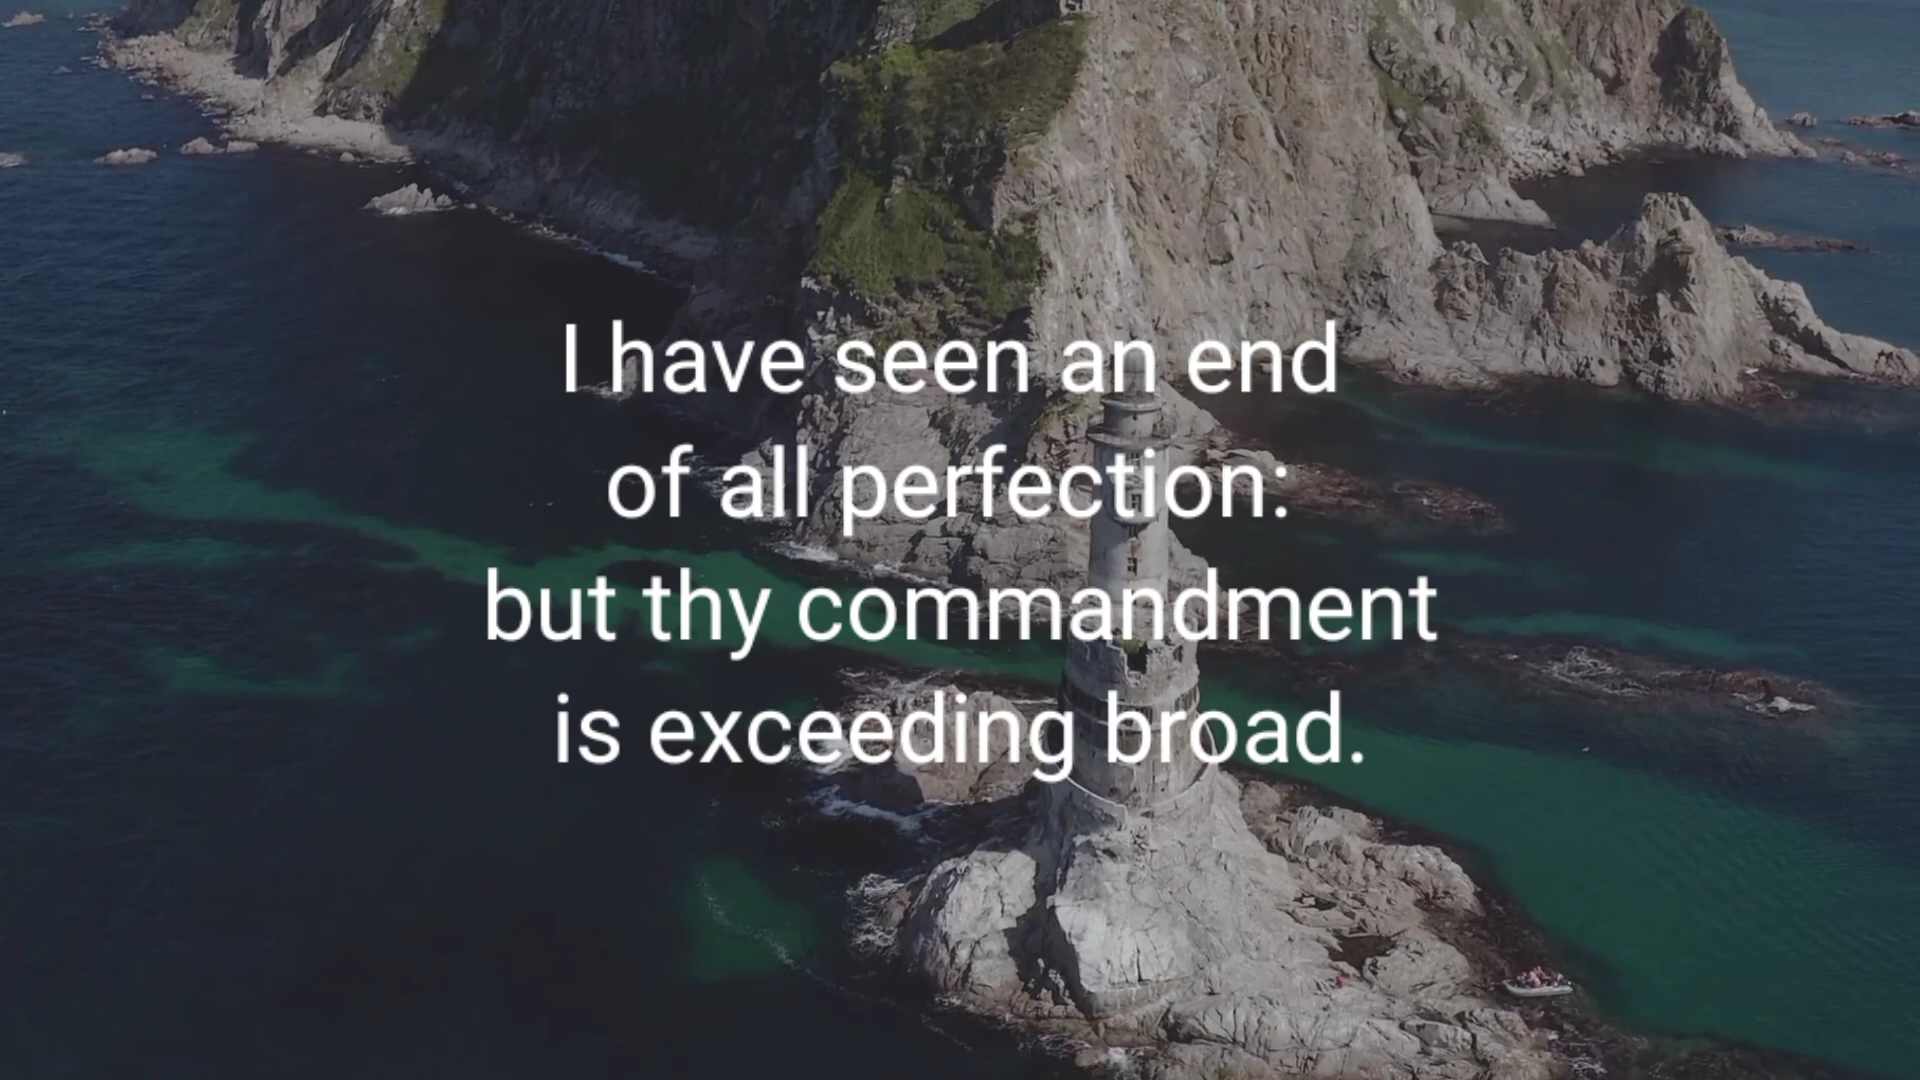 I have seen an end
of all perfection:
but thy commandment
is exceeding broad.